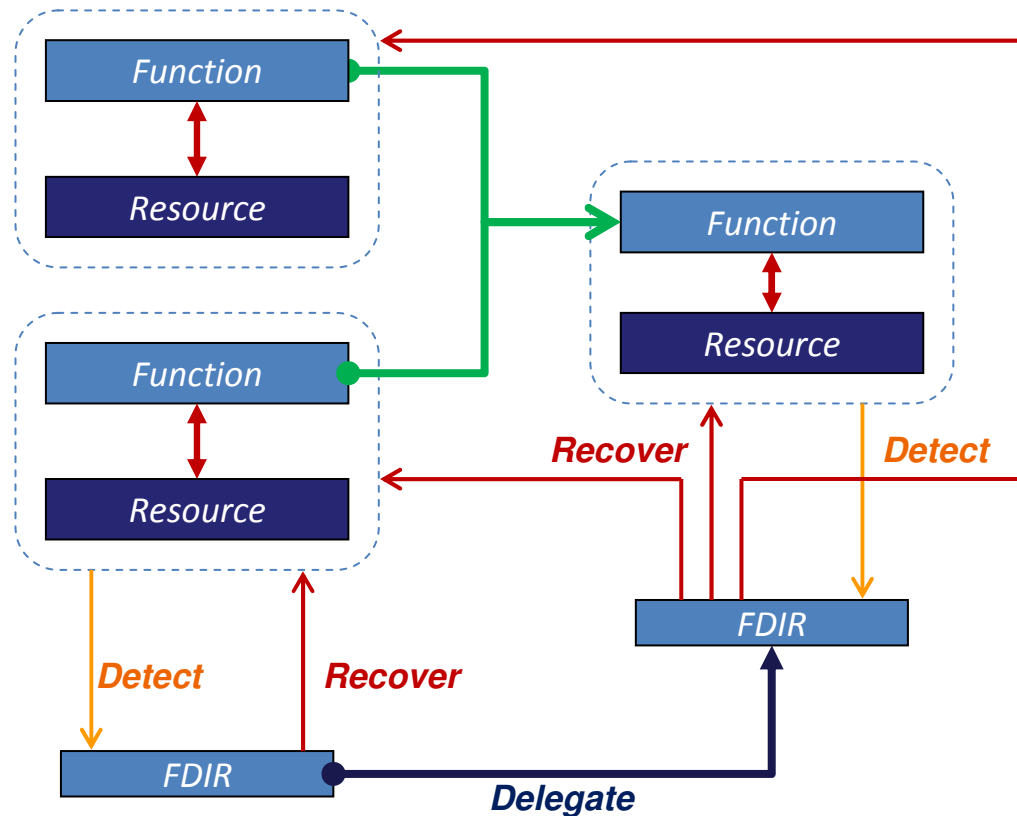 Function
Resource
Function
Resource
Function
Resource
Recover
Detect
FDIR
Detect
Recover
FDIR
Delegate